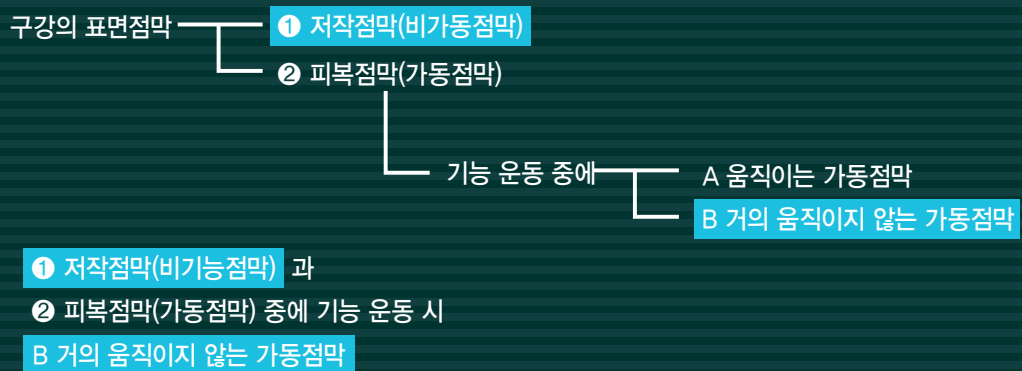 구강의 표면점막 ❶ 저작점막(비가동점막)
❷ 피복점막(가동점막)
기능 운동 중에 A 움직이는 가동점막
B 거의 움직이지 않는 가동점막
❶ 저작점막(비기능점막) 과
❷ 피복점막(가동점막) 중에 기능 운동 시
B 거의 움직이지 않는 가동점막